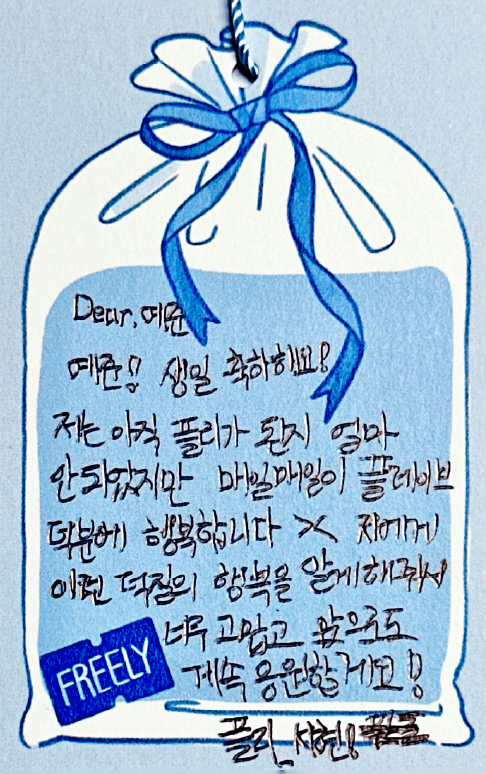 Dear, 예준
예준!! 생일 축하해요!
저는 아직 플리가 된지 얼마
안되었지만 매일매일이 플레이브
덕분에 행복합니다 >< 저에게
이런 덕질의 행복을 알게해줘서
너무 고맙고 앞으로도
계속 응원할게요!!
FREELY
플리_ 시현!